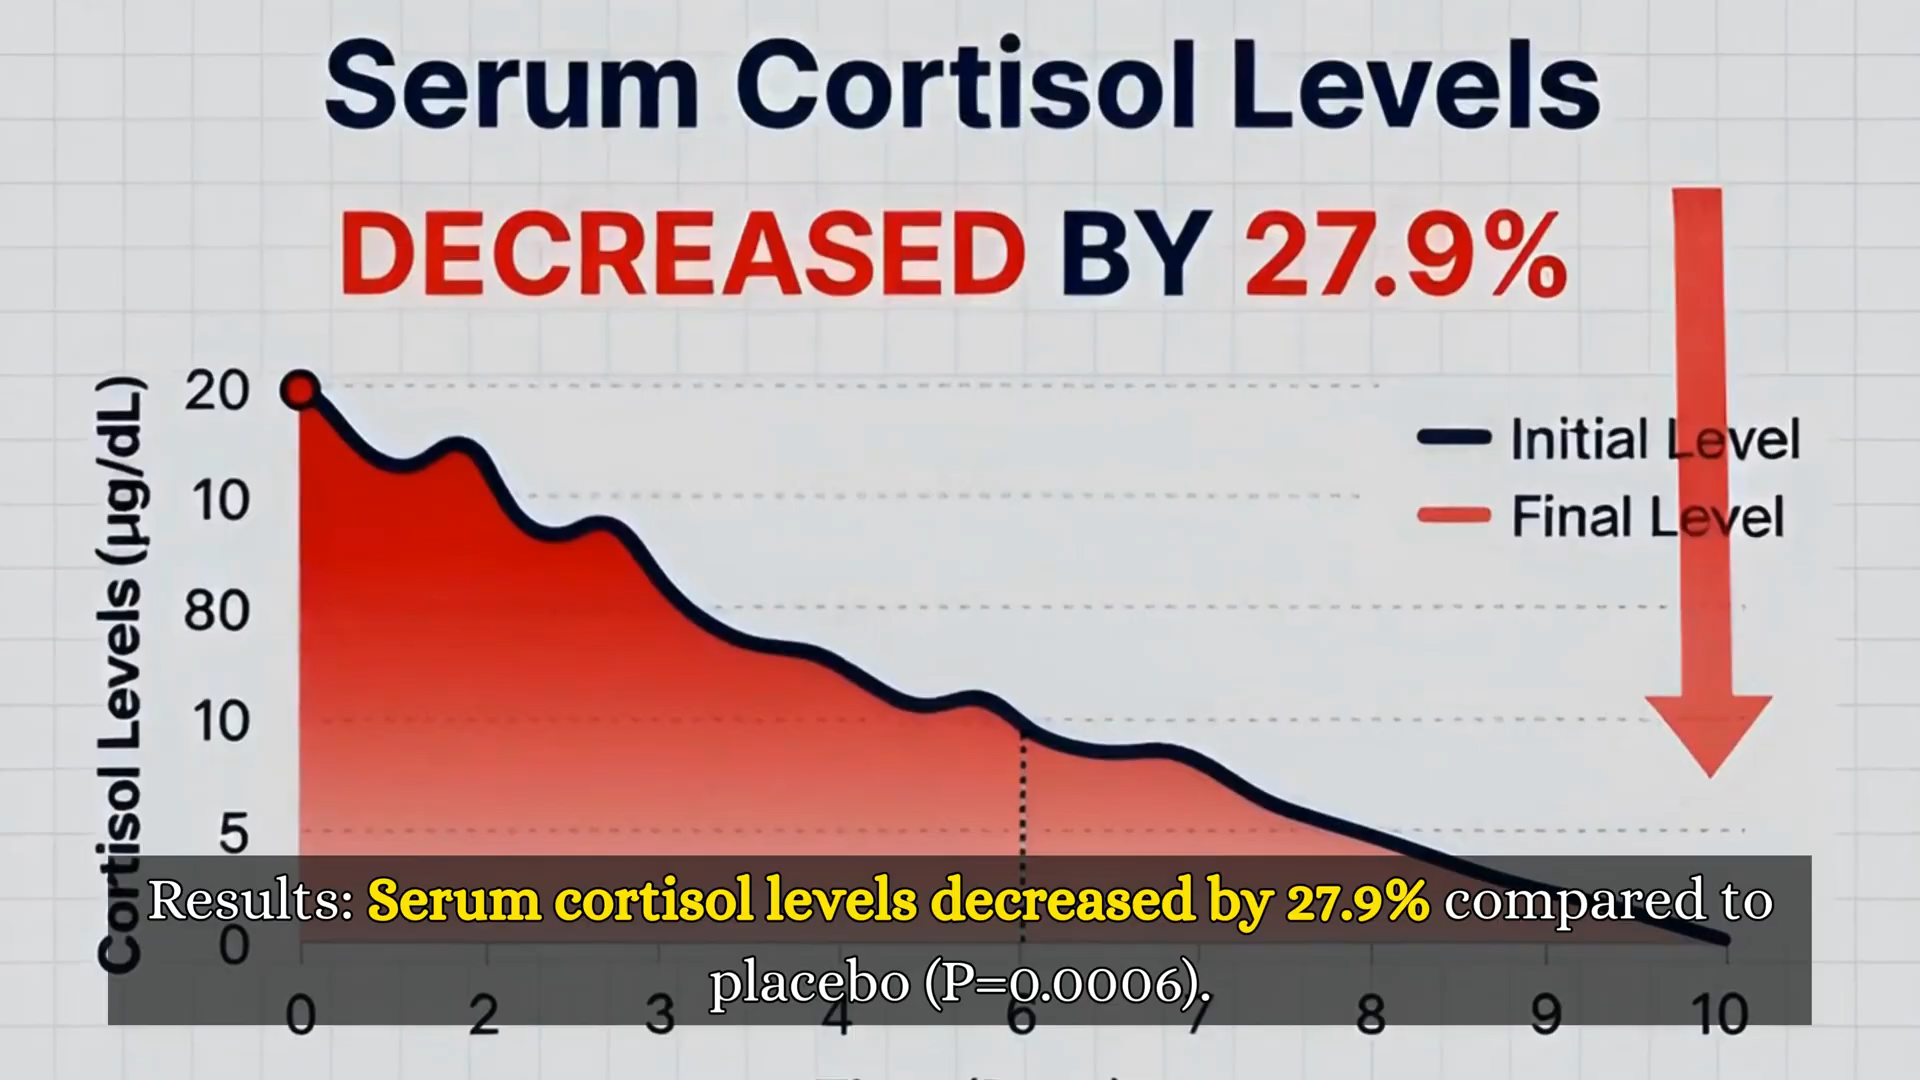 Serum Cortisol Levels
DECREASED BY 27.9%
Cortisol Levels (µg/dL)
20
10
80
10
5
0
Initial Level
Final Level
0 2 3 4 6 7 8 9 10
Results: Serum cortisol levels decreased by 27.9% compared to
placebo (P=0.0006).